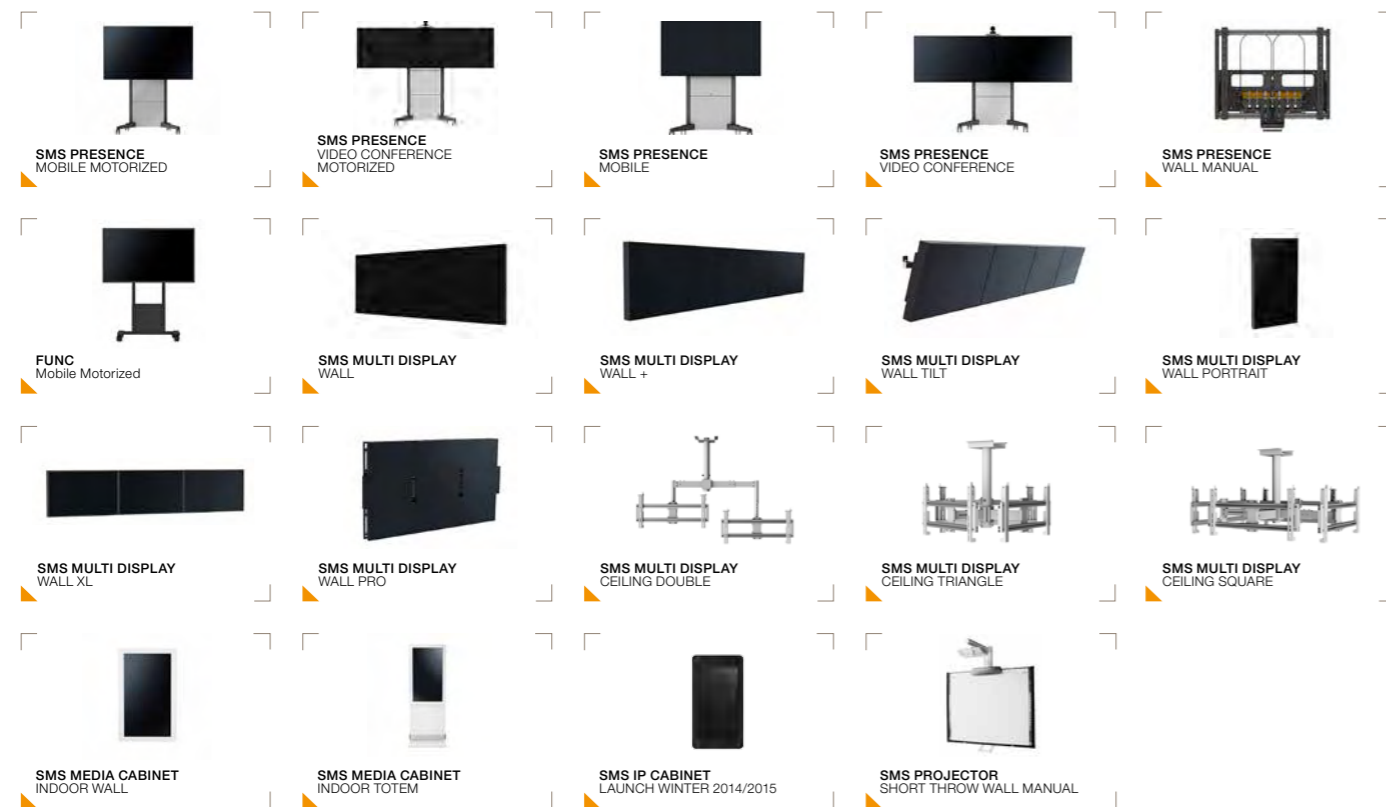 SMS PRESENCE
MOBILE MOTORIZED
SMS PRESENCE
VIDEO CONFERENCE
MOTORIZED
SMS PRESENCE
MOBILE
SMS PRESENCE
VIDEO CONFERENCE
SMS PRESENCE
WALL MANUAL
FUNC
Mobile Motorized
SMS MULTI DISPLAY
WALL
SMS MULTI DISPLAY
WALL +
SMS MULTI DISPLAY
WALL TILT
SMS MULTI DISPLAY
WALL PORTRAIT
SMS MULTI DISPLAY
WALL XL
SMS MULTI DISPLAY
WALL PRO
SMS MULTI DISPLAY
CEILING DOUBLE
SMS MULTI DISPLAY
CEILING TRIANGLE
SMS MULTI DISPLAY
CEILING SQUARE
SMS MEDIA CABINET
INDOOR WALL
SMS MEDIA CABINET
INDOOR TOTEM
SMS IP CABINET
LAUNCH WINTER 2014/2015
SMS PROJECTOR
SHORT THROW WALL MANUAL